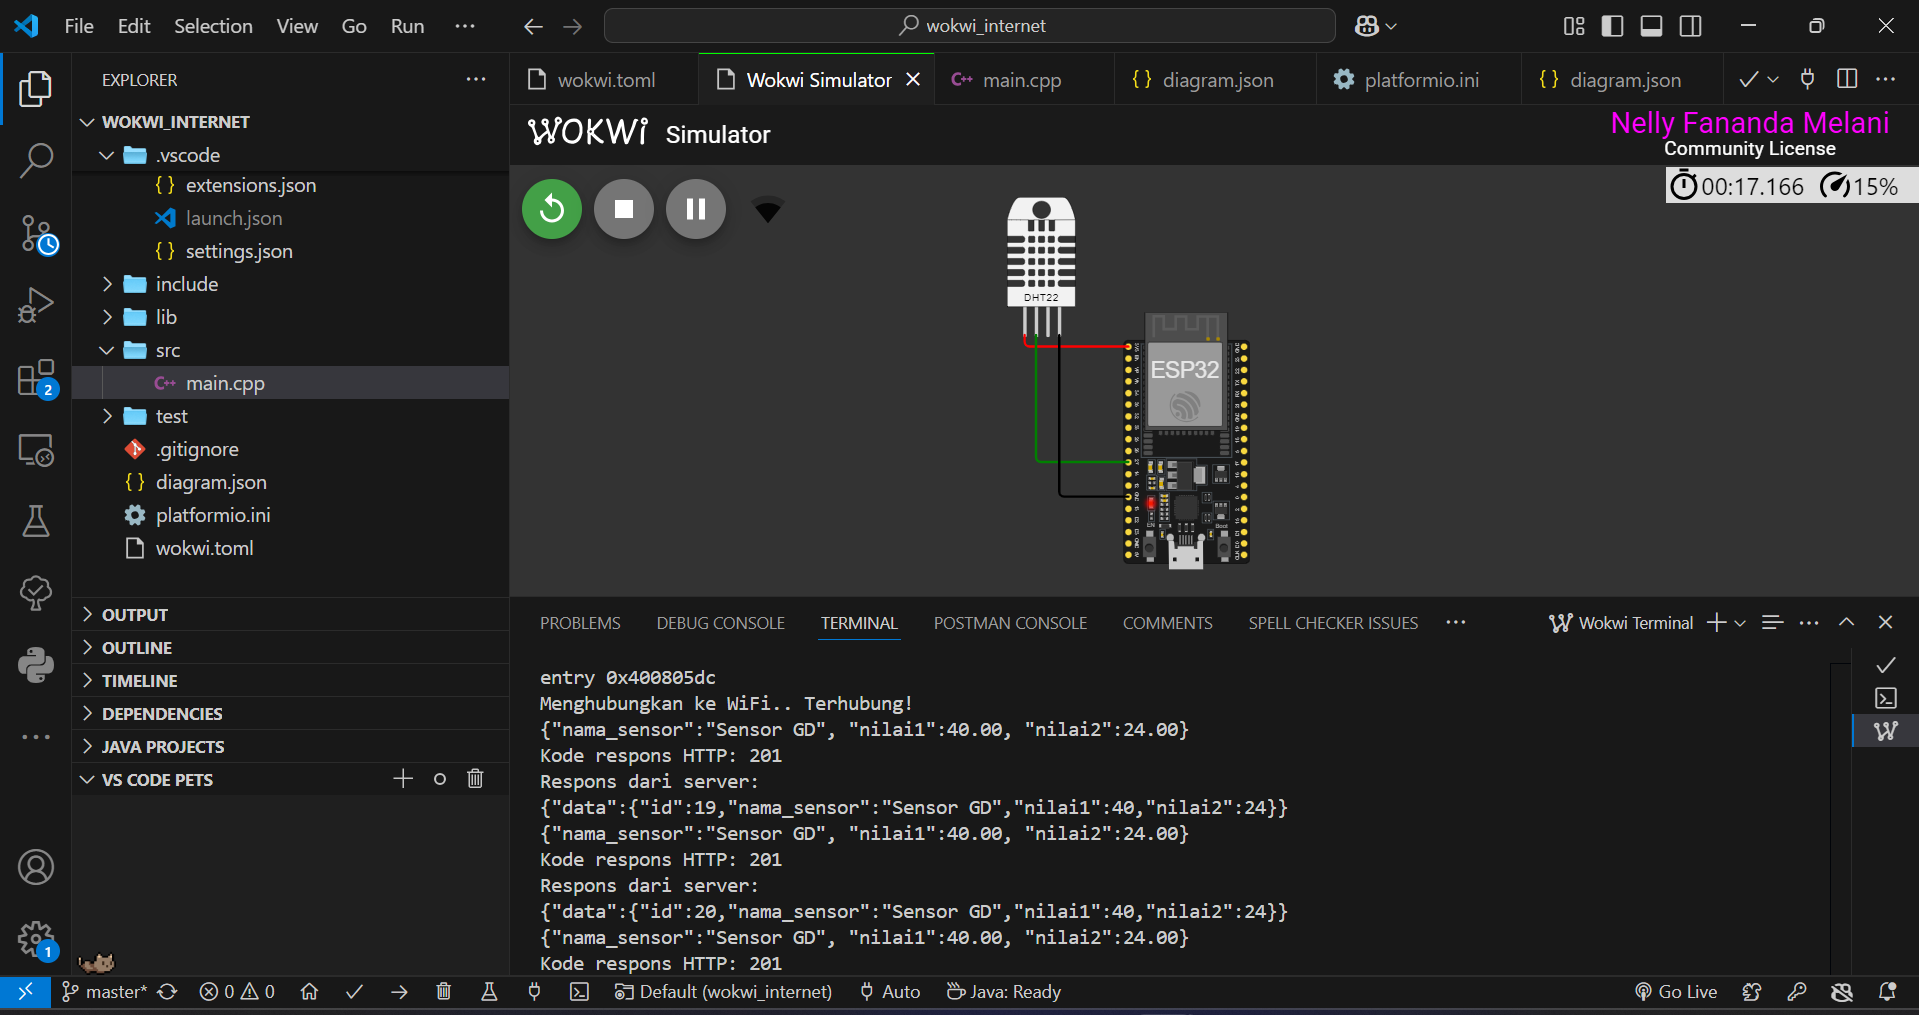 File Edit Selection View Go Run ···
wokwi_internet
EXPLORER ···
wokwi.toml Wokwi Simulator main.cpp diagram.json platformio.ini diagram.json ···
WOKWI_INTERNET
.vscode
extensions.json
launch.json
settings.json
include
lib
src
main.cpp
test
.gitignore
diagram.json
platformio.ini
wokwi.toml
OUTPUT
OUTLINE
TIMELINE
DEPENDENCIES
JAVA PROJECTS
VS CODE PETS
2
1
WOKWi Simulator
Nelly Fananda Melani
Community License
00:17.166 15%
DHT22
ESP32
EN Boot
PROBLEMS DEBUG CONSOLE TERMINAL POSTMAN CONSOLE COMMENTS SPELL CHECKER ISSUES ··· Wokwi Terminal ···
entry 0x400805dc
Menghubungkan ke WiFi.. Terhubung!
{"nama_sensor":"Sensor GD", "nilai1":40.00, "nilai2":24.00}
Kode respons HTTP: 201
Respons dari server:
{"data":{"id":19,"nama_sensor":"Sensor GD","nilai1":40,"nilai2":24}}
{"nama_sensor":"Sensor GD", "nilai1":40.00, "nilai2":24.00}
Kode respons HTTP: 201
Respons dari server:
{"data":{"id":20,"nama_sensor":"Sensor GD","nilai1":40,"nilai2":24}}
{"nama_sensor":"Sensor GD", "nilai1":40.00, "nilai2":24.00}
Kode respons HTTP: 201
master* 0 0 Default (wokwi_internet) Auto Java: Ready Go Live